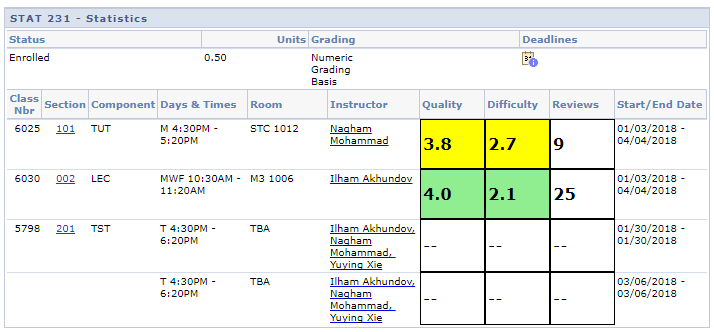 STAT 231 - Statistics
Status Units Grading Deadlines
Enrolled 0.50 Numeric
Grading
Basis
Class
Nbr Section Component Days & Times Room Instructor Quality Difficulty Reviews Start/End Date
6025 101 TUT M 4:30PM - STC 1012 Nagham 01/03/2018 -
5:20PM Mohammad 3.8 2.7 9 04/04/2018
6030 002 LEC MWF 10:30AM - M3 1006 Ilham Akhundov 01/03/2018 -
11:20AM 4.0 2.1 25 04/04/2018
5798 201 TST T 4:30PM - TBA Ilham Akhundov, 01/30/2018 -
6:20PM Nagham -- -- -- 01/30/2018
Mohammad,
Yuying Xie
T 4:30PM - TBA Ilham Akhundov, 03/06/2018 -
6:20PM Nagham -- -- -- 03/06/2018
Mohammad,
Yuying Xie